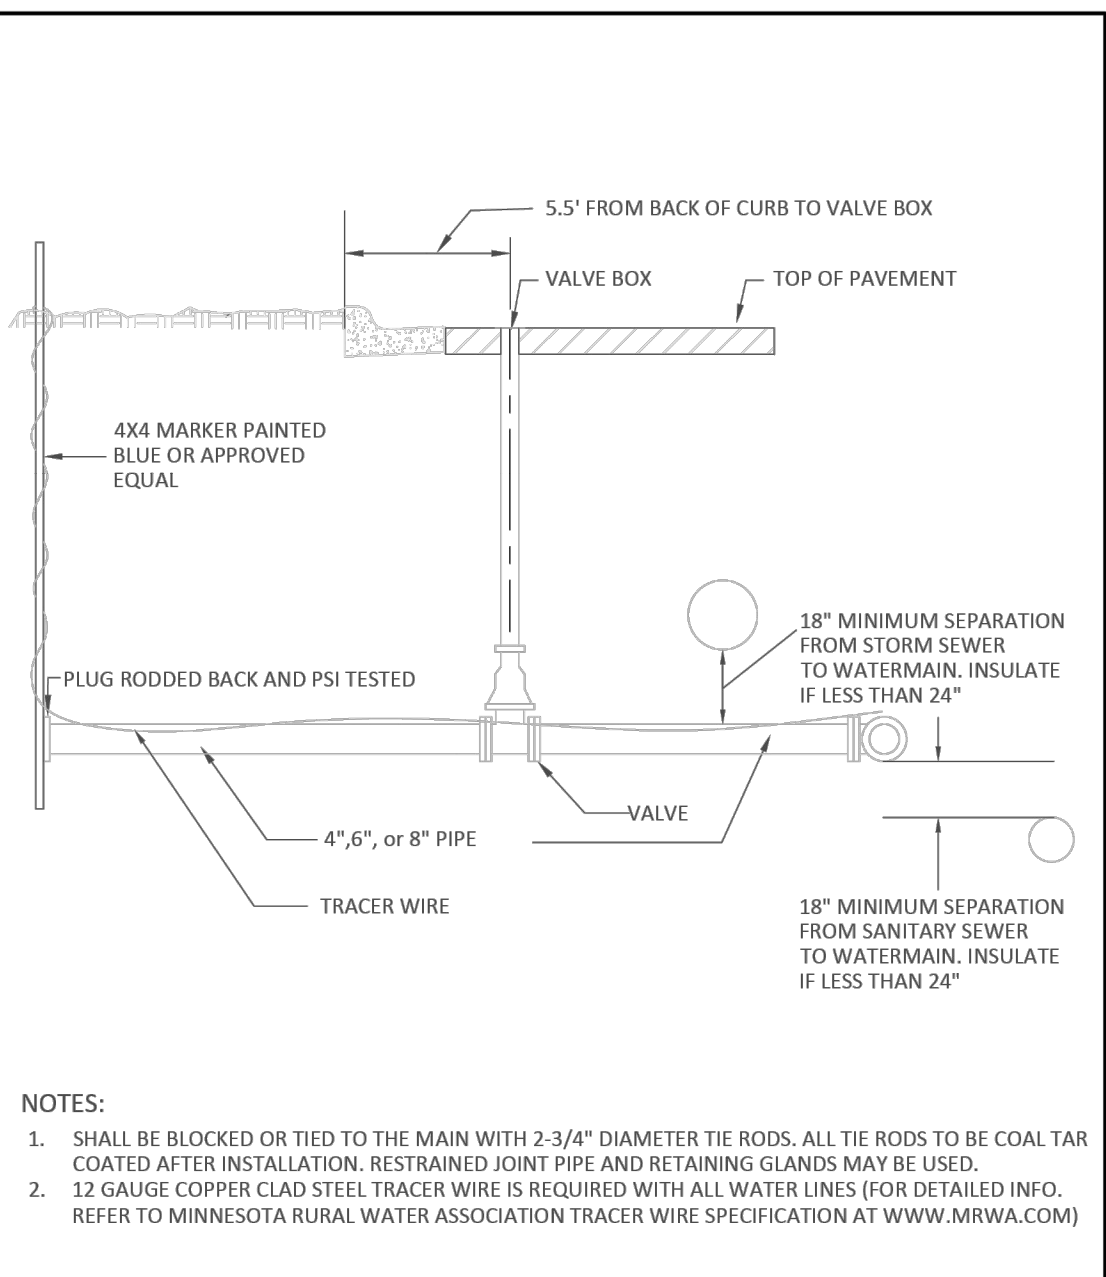 5.5' FROM BACK OF CURB TO VALVE BOX
VALVE BOX
TOP OF PAVEMENT
4X4 MARKER PAINTED
BLUE OR APPROVED
EQUAL
18" MINIMUM SEPARATION
FROM STORM SEWER
TO WATERMAIN. INSULATE
IF LESS THAN 24"
PLUG RODDED BACK AND PSI TESTED
VALVE
4",6", or 8" PIPE
TRACER WIRE
18" MINIMUM SEPARATION
FROM SANITARY SEWER
TO WATERMAIN. INSULATE
IF LESS THAN 24"
NOTES:
1. SHALL BE BLOCKED OR TIED TO THE MAIN WITH 2-3/4" DIAMETER TIE RODS. ALL TIE RODS TO BE COAL TAR
COATED AFTER INSTALLATION. RESTRAINED JOINT PIPE AND RETAINING GLANDS MAY BE USED.
2. 12 GAUGE COPPER CLAD STEEL TRACER WIRE IS REQUIRED WITH ALL WATER LINES (FOR DETAILED INFO.
REFER TO MINNESOTA RURAL WATER ASSOCIATION TRACER WIRE SPECIFICATION AT WWW.MRWA.COM)